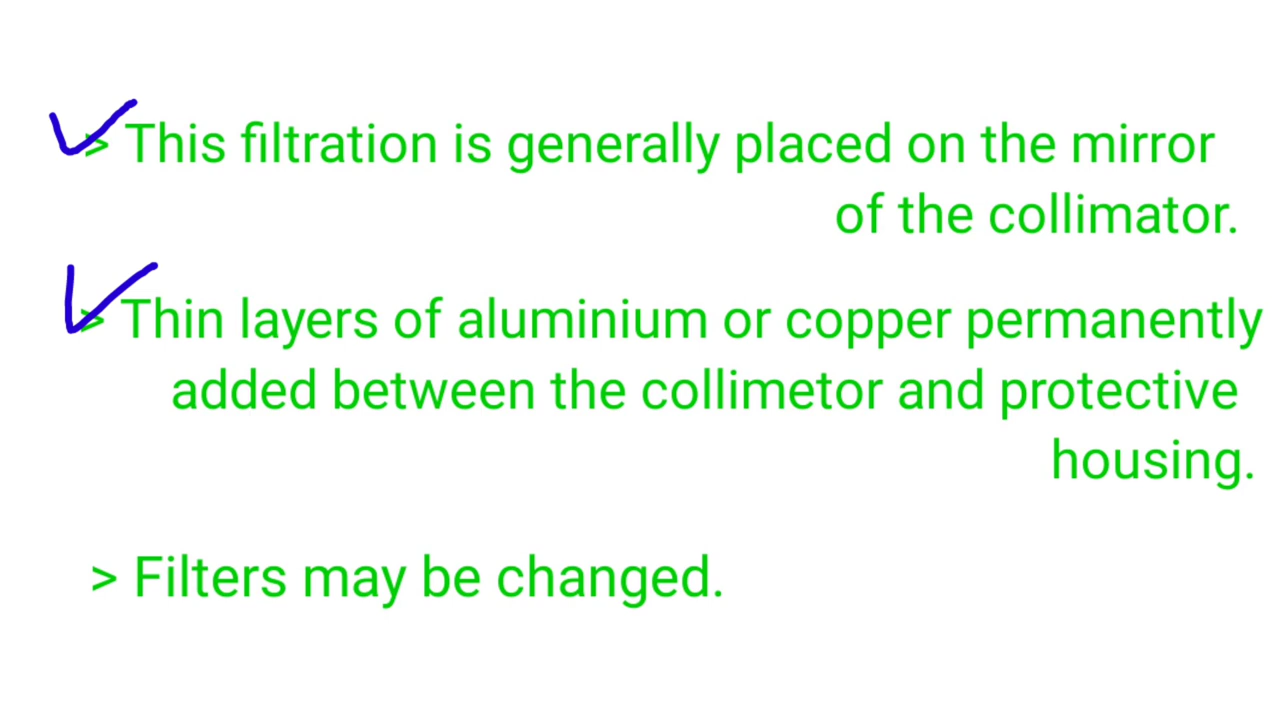 > This filtration is generally placed on the mirror
of the collimator.
> Thin layers of aluminium or copper permanently
added between the collimetor and protective
housing.
> Filters may be changed.